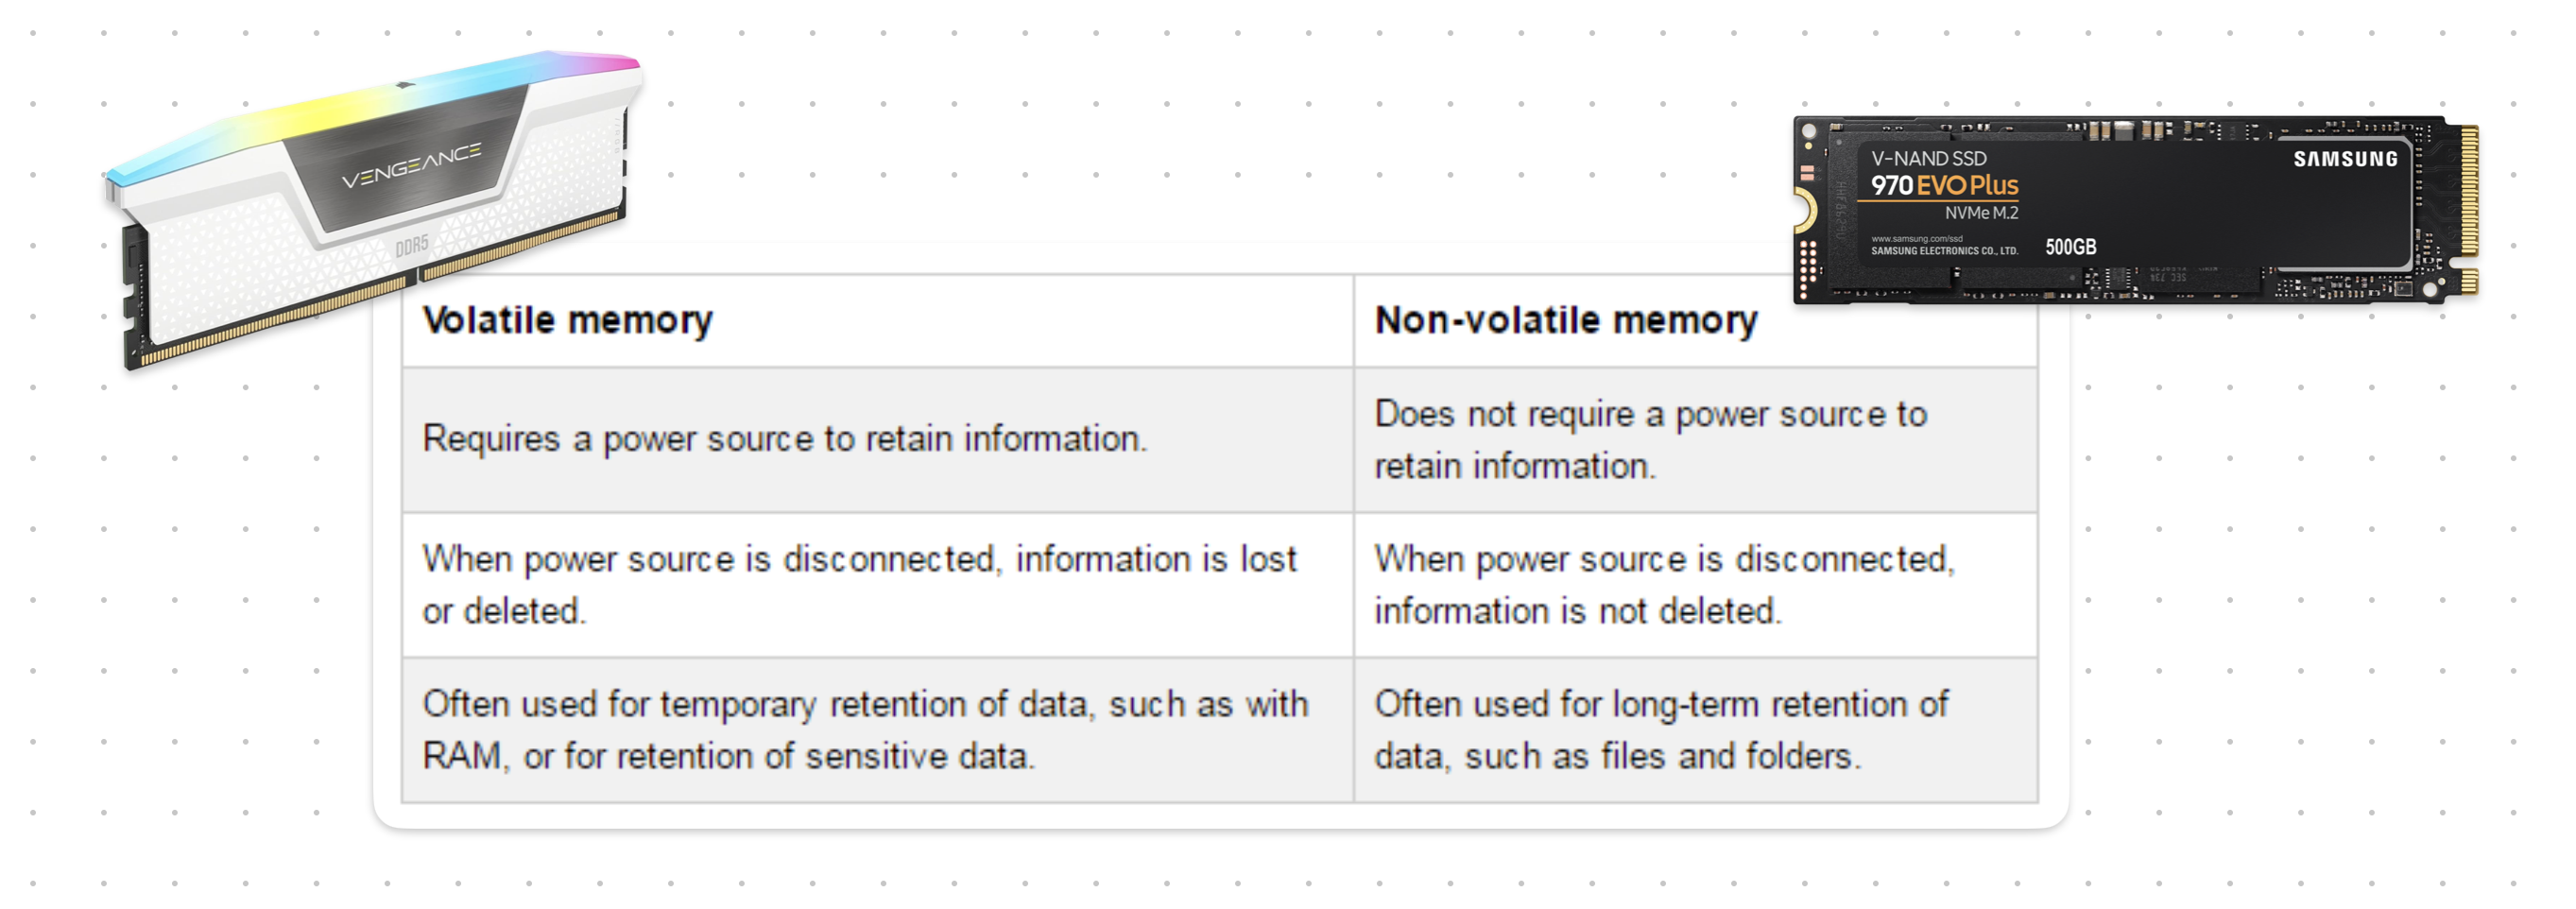 VENGEANCE
DDR5
V-NAND SSD
970 EVO Plus
NVMe M.2
www.samsung.com/ssd
SAMSUNG ELECTRONICS CO., LTD.
500GB
SAMSUNG
Volatile memory
Non-volatile memory
Requires a power source to retain information.
Does not require a power source to
retain information.
When power source is disconnected, information is lost
or deleted.
When power source is disconnected,
information is not deleted.
Often used for temporary retention of data, such as with
RAM, or for retention of sensitive data.
Often used for long-term retention of
data, such as files and folders.